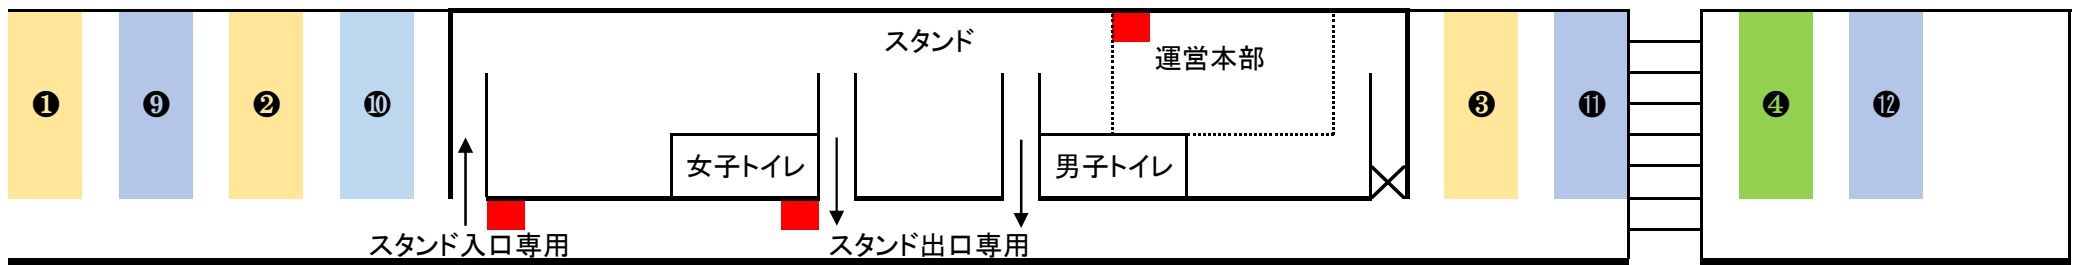 スタンド
運営本部
❶
❾
❷
❿
❸
⓫
❹
⓬
女子トイレ
男子トイレ
スタンド入口専用
スタンド出口専用